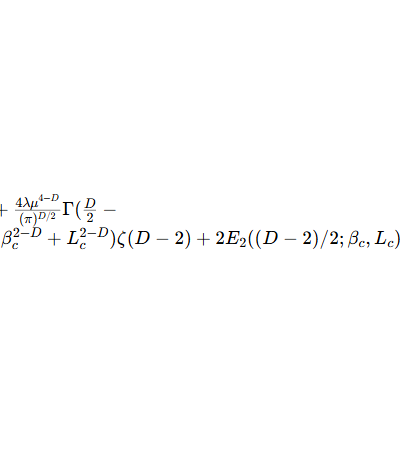 + \frac{4\lambda\mu^{4-D}}{(\pi)^{D/2}}\Gamma(\frac{D}{2} -
\beta_c^{2-D} + L_c^{2-D})\zeta(D - 2) + 2E_2((D - 2)/2; \beta_c, L_c)